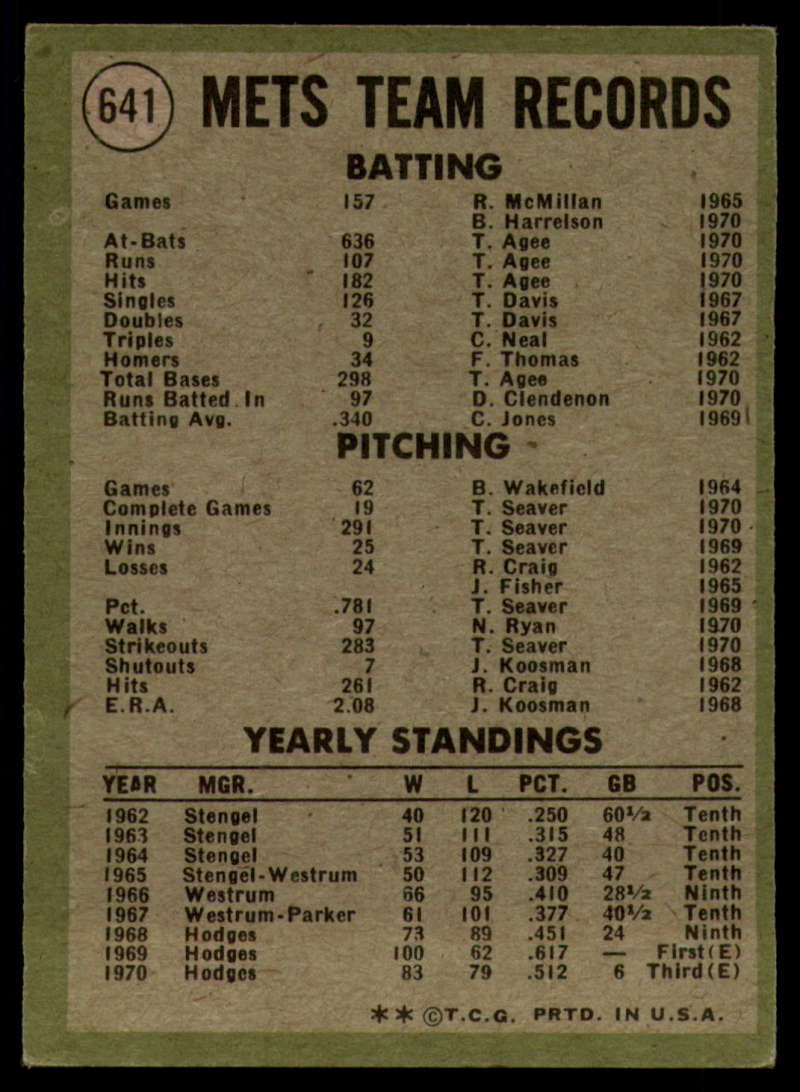 641 METS TEAM RECORDS
BATTING
Games 157 R. McMillan 1965
B. Harrelson 1970
At-Bats 636 T. Agee 1970
Runs 107 T. Agee 1970
Hits 182 T. Agee 1970
Singles 126 T. Davis 1967
Doubles 32 T. Davis 1967
Triples 9 C. Neal 1962
Homers 34 F. Thomas 1962
Total Bases 298 T. Agee 1970
Runs Batted In 97 D. Clendenon 1970
Batting Avg. .340 C. Jones 1969
PITCHING
Games 62 B. Wakefield 1964
Complete Games 19 T. Seaver 1970
Innings 291 T. Seaver 1970
Wins 25 T. Seaver 1969
Losses 24 R. Craig 1962
J. Fisher 1965
Pct. .781 T. Seaver 1969
Walks 97 N. Ryan 1970
Strikeouts 283 T. Seaver 1970
Shutouts 7 J. Koosman 1968
Hits 261 R. Craig 1962
E.R.A. 2.08 J. Koosman 1968
YEARLY STANDINGS
YEAR MGR. W L PCT. GB POS.
1962 Stengel 40 120 .250 60½ Tenth
1963 Stengel 51 111 .315 48 Tenth
1964 Stengel 53 109 .327 40 Tenth
1965 Stengel-Westrum 50 112 .309 47 Tenth
1966 Westrum 66 95 .410 28½ Ninth
1967 Westrum-Parker 61 101 .377 40½ Tenth
1968 Hodges 73 89 .451 24 Ninth
1969 Hodges 100 62 .617 — First(E)
1970 Hodges 83 79 .512 6 Third(E)
** ©T.C.G. PRTD. IN U.S.A.